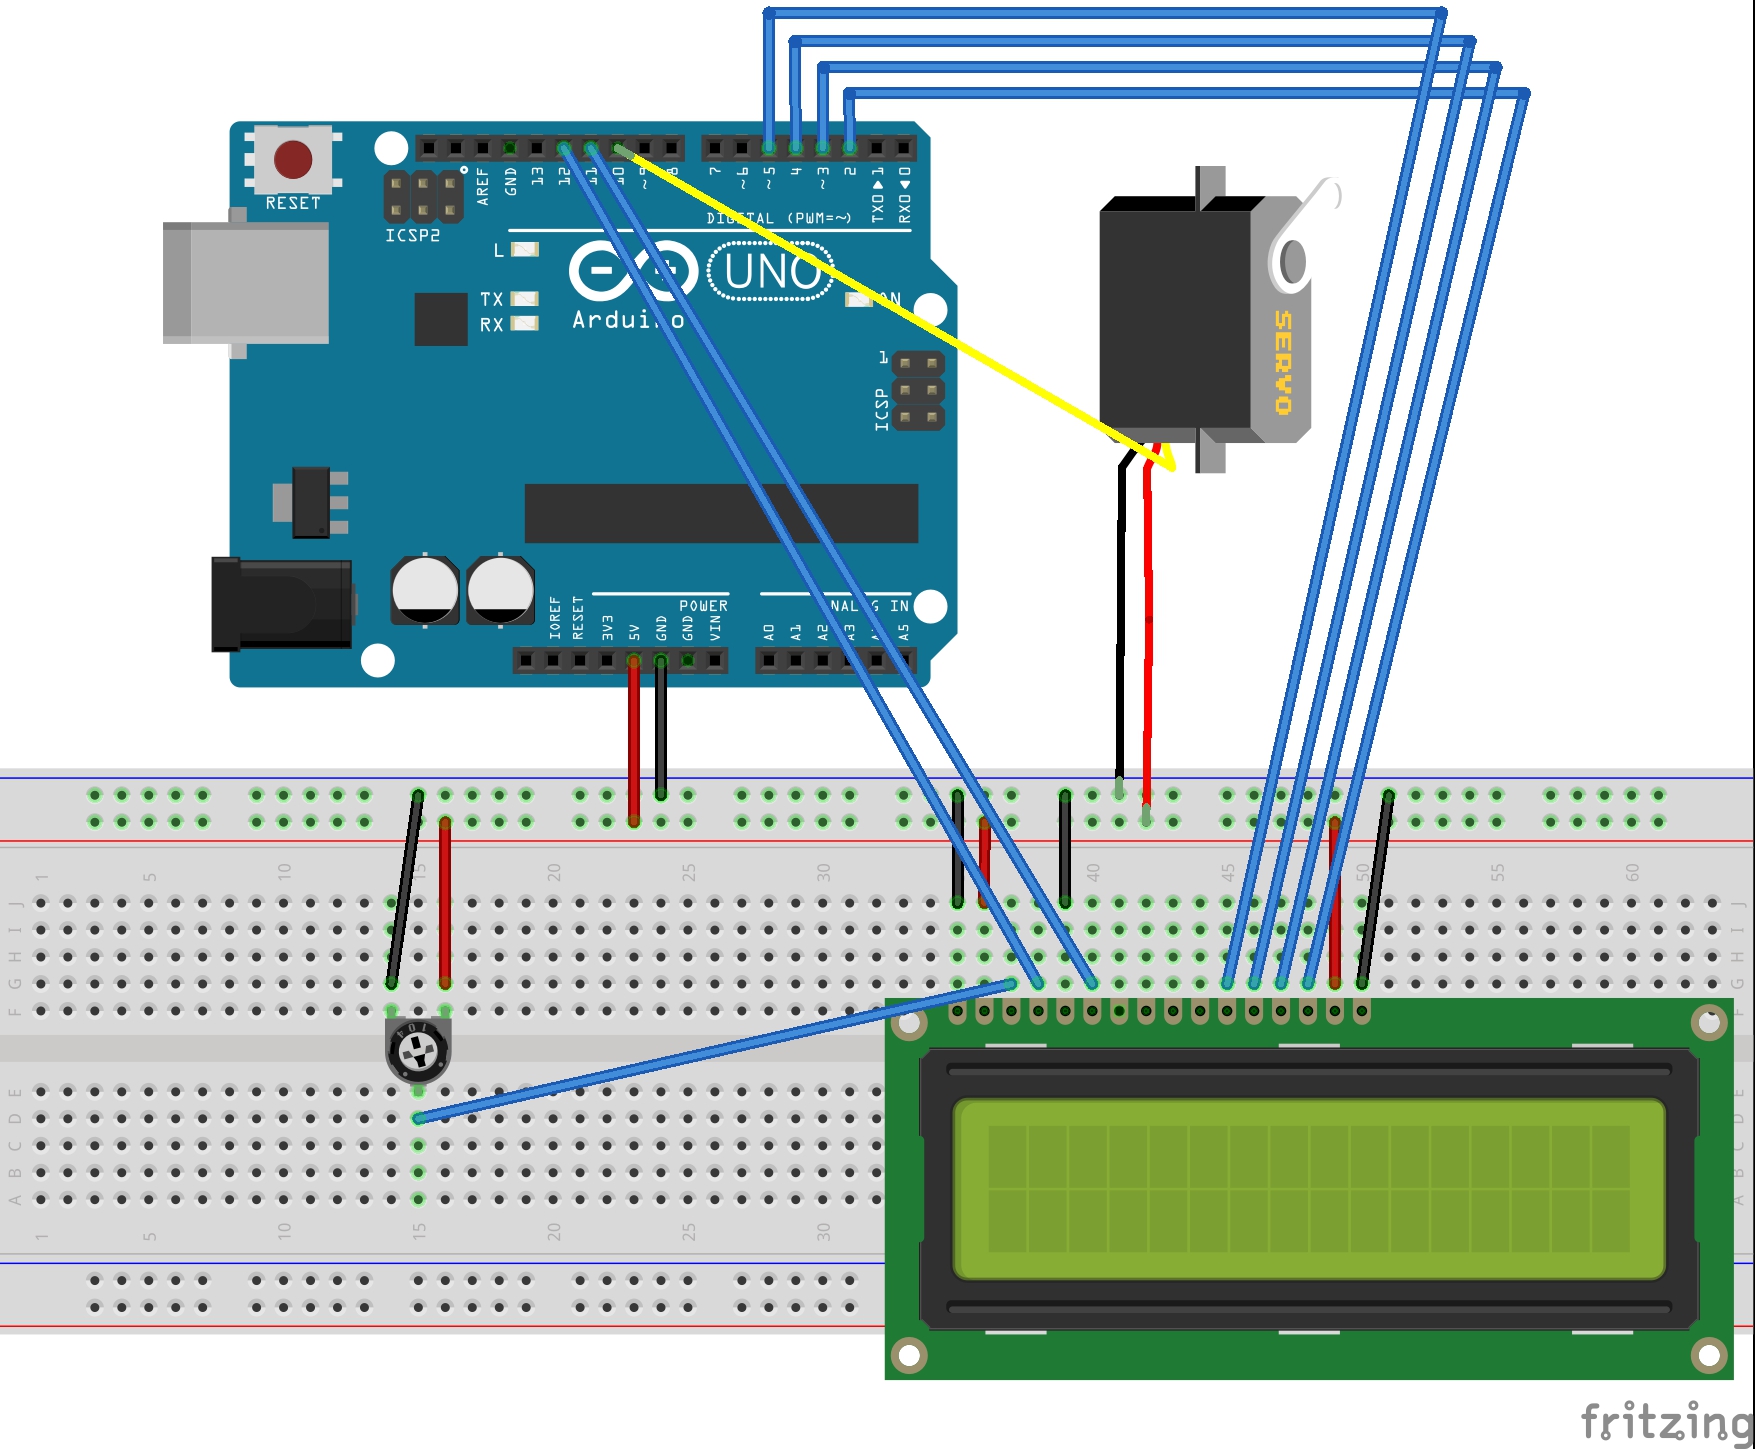 RESET
ICSP2
AREF
GND
13
12
11
10
~9
8
7
~6
~5
4
~3
2
TX0▶1
RX0◀0
DIGITAL (PWM=~)
L
TX
RX
UNO
Arduino
ON
1
ICSP
SERVO
IOREF
RESET
3V3
5V
GND
GND
VIN
POWER
A0
A1
A2
A3
A5
ANALOG IN
1 5 10 15 20 25 30 40 45 50 55 60
J J
I I
H H
G G
F F
104
E E
D D
C C
B B
A A
1 5 10 15 20 25 30
fritzing